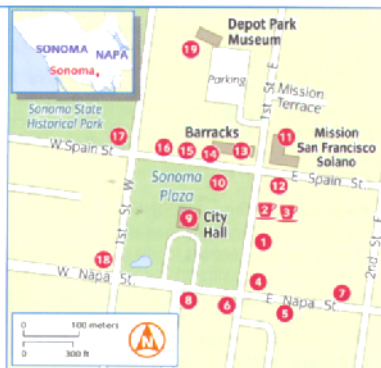 SONOMA
NAPA
Sonoma
Depot Park
Museum
19
Parking
1st St E
Mission
Terrace
Sonoma State
Historical Park
17
W Spain St
16
15
14
Barracks
13
11
Mission
San Francisco
Solano
Sonoma
Plaza
10
12
E Spain St
1st St W
9
City
Hall
2
3
1
2nd St E
18
W Napa St.
4
8
6
5
7
E Napa St
0 100 meters
0 300 ft
N